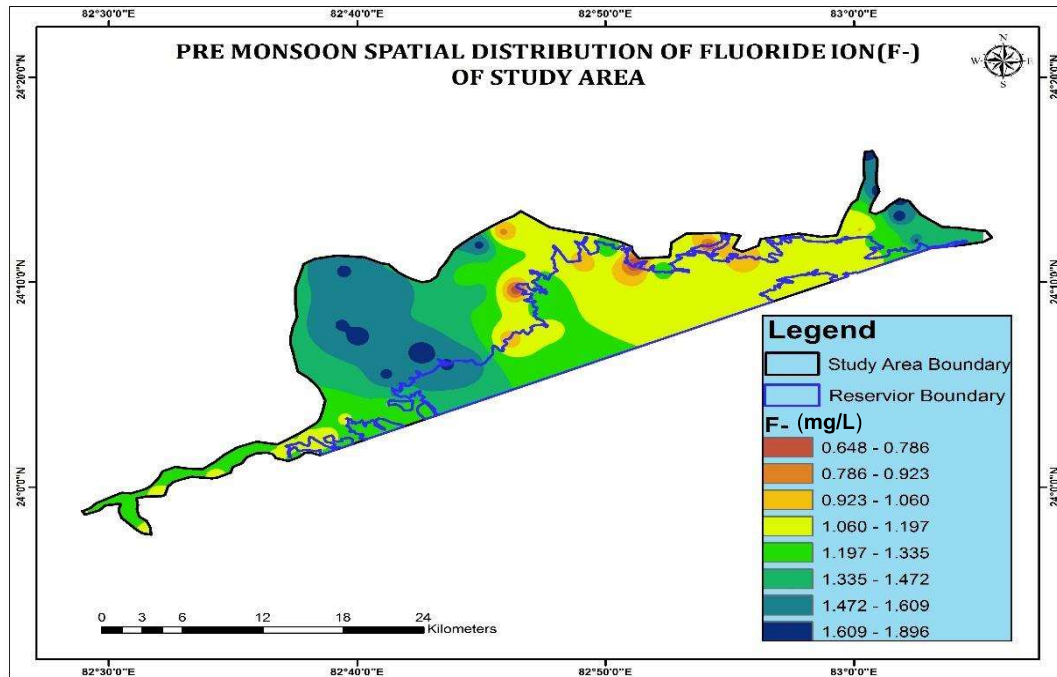 82°30'0"E 82°40'0"E 82°50'0"E 83°0'0"E
PRE MONSOON SPATIAL DISTRIBUTION OF FLUORIDE ION(F-)
OF STUDY AREA
N
W E
S
24°20'0"N 24°20'0"N
24°10'0"N 24°10'0"N
24°0'0"N 24°0'0"N
Legend
Study Area Boundary
Reservior Boundary
F- (mg/L)
0.648 - 0.786
0.786 - 0.923
0.923 - 1.060
1.060 - 1.197
1.197 - 1.335
1.335 - 1.472
1.472 - 1.609
1.609 - 1.896
0 3 6 12 18 24
Kilometers
82°30'0"E 82°40'0"E 82°50'0"E 83°0'0"E